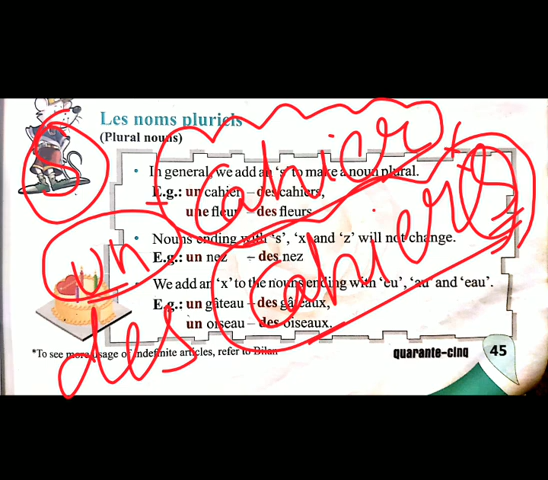 Les noms pluriels
(Plural nouns)
• In general, we add an 's' to make a noun plural.
E.g.: un cahier – des cahiers,
une fleur – des fleurs
• Nouns ending with 's', 'x' and 'z' will not change.
E.g.: un nez – des nez
• We add an 'x' to the nouns ending with 'eu', 'au' and 'eau'.
E.g.: un gâteau – des gâteaux,
un oiseau – des oiseaux.
*To see more usage of indefinite articles, refer to Bilan
quarante-cinq 45
S
un cahier
des cahiers